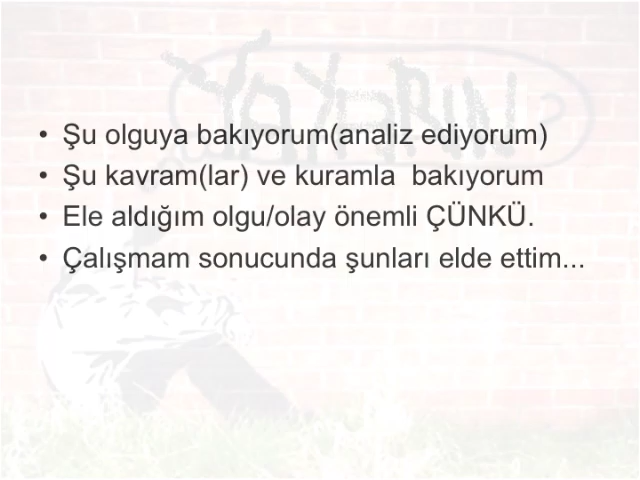 • Şu olguya bakıyorum(analiz ediyorum)
• Şu kavram(lar) ve kuramla  bakıyorum
• Ele aldığım olgu/olay önemli ÇÜNKÜ.
• Çalışmam sonucunda şunları elde ettim...